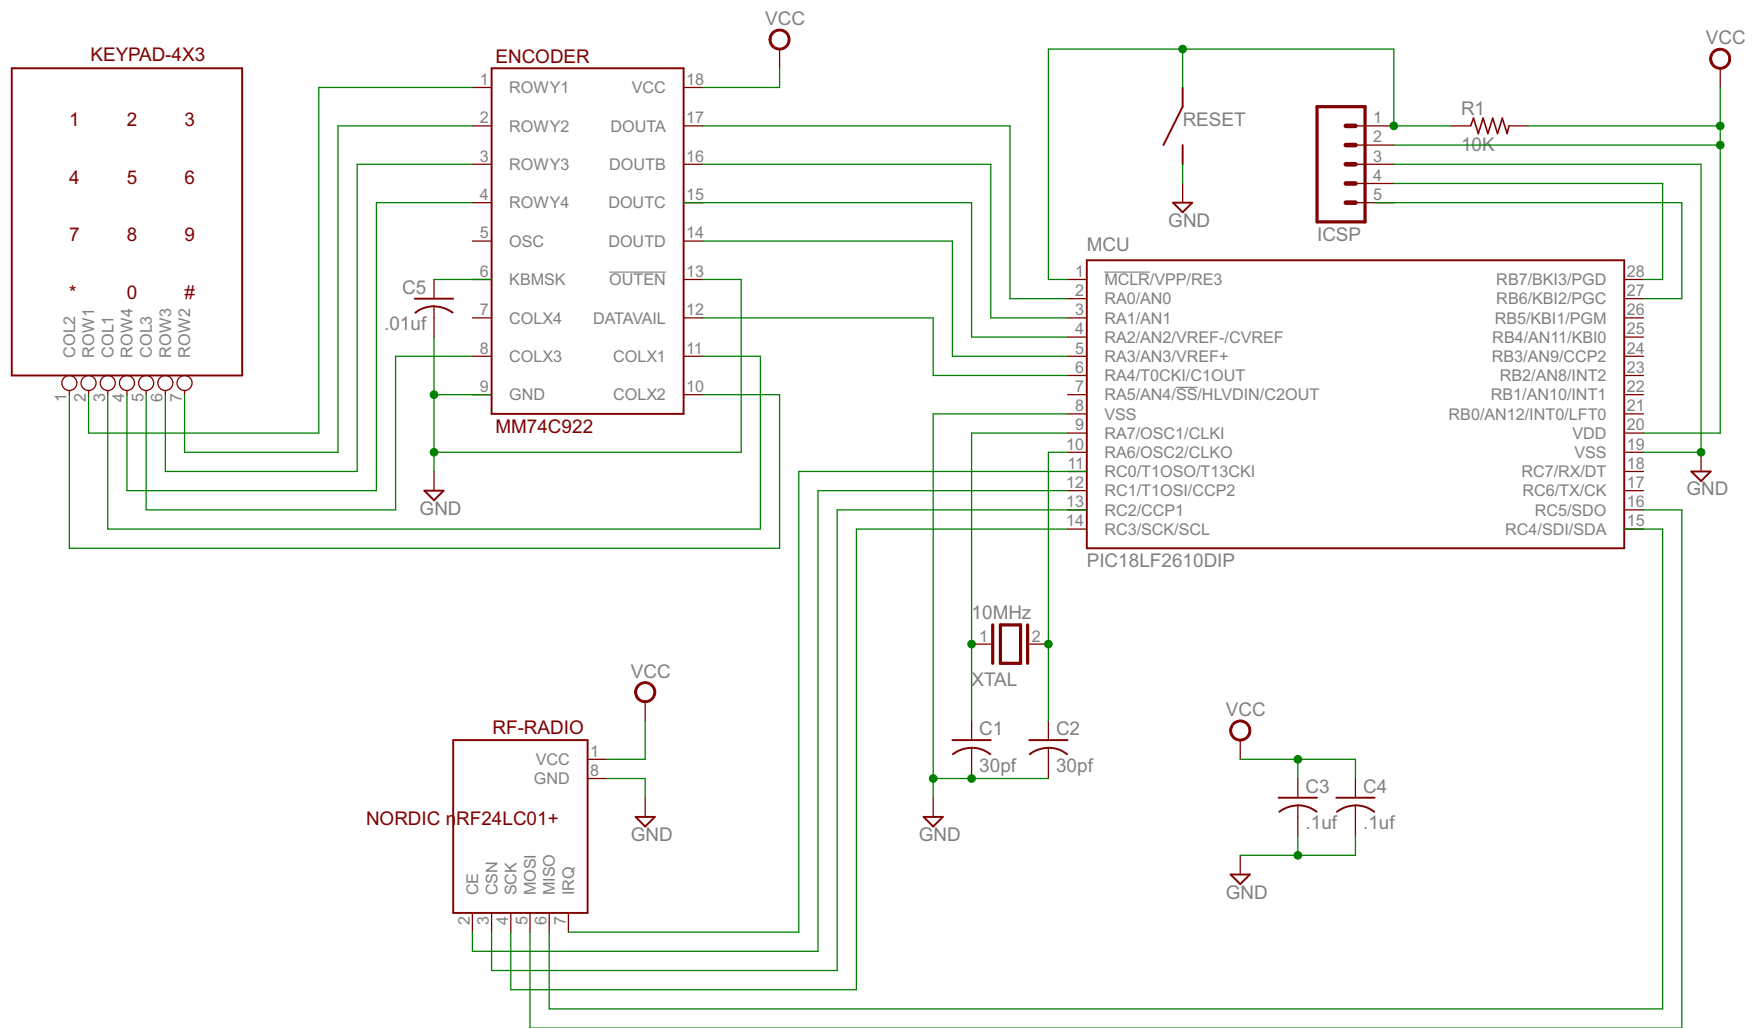 KEYPAD-4X3
1 2 3
4 5 6
7 8 9
* 0 #
COL2
ROW1
COL1
ROW4
COL3
ROW3
ROW2
1
2
3
4
5
6
7
ENCODER
1 ROWY1 VCC 18
2 ROWY2 DOUTA 17
3 ROWY3 DOUTB 16
4 ROWY4 DOUTC 15
5 OSC DOUTD 14
6 KBMSK OUTEN 13
7 COLX4 DATAVAIL 12
8 COLX3 COLX1 11
9 GND COLX2 10
MM74C922
VCC
C5
.01uf
GND
RESET
GND
1
2
3
4
5
ICSP
R1
10K
VCC
MCU
1 MCLR/VPP/RE3 RB7/BKI3/PGD 28
2 RA0/AN0 RB6/KBI2/PGC 27
3 RA1/AN1 RB5/KBI1/PGM 26
4 RA2/AN2/VREF-/CVREF RB4/AN11/KBI0 25
5 RA3/AN3/VREF+ RB3/AN9/CCP2 24
6 RA4/T0CKI/C1OUT RB2/AN8/INT2 23
7 RA5/AN4/SS/HLVDIN/C2OUT RB1/AN10/INT1 22
8 VSS RB0/AN12/INT0/LFT0 21
9 RA7/OSC1/CLKI VDD 20
10 RA6/OSC2/CLKO VSS 19
11 RC0/T1OSO/T13CKI RC7/RX/DT 18
12 RC1/T1OSI/CCP2 RC6/TX/CK 17
13 RC2/CCP1 RC5/SDO 16
14 RC3/SCK/SCL RC4/SDI/SDA 15
PIC18LF2610DIP
GND
10MHz
1 2
XTAL
C1
30pf
C2
30pf
GND
VCC
RF-RADIO
VCC 1
GND 8
NORDIC nRF24LC01+
GND
CE
CSN
SCK
MOSI
MISO
IRQ
2
3
4
5
6
7
VCC
C3
.1uf
C4
.1uf
GND